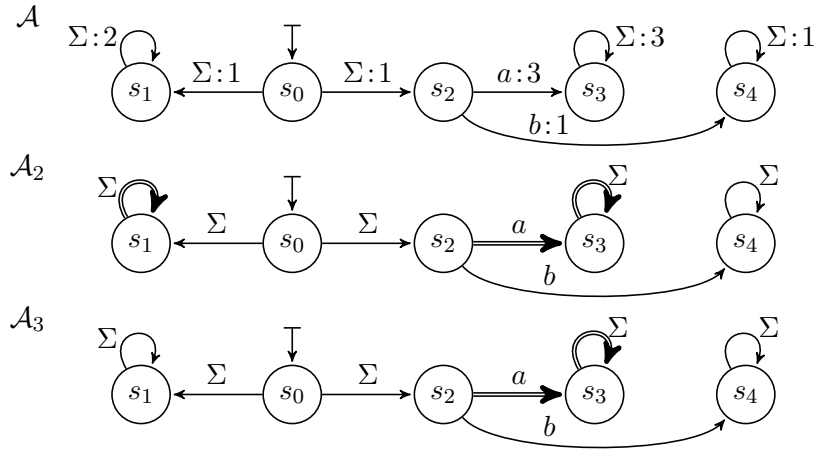 𝒜
Σ:2 Σ:1 Σ:1 a:3 Σ:3 Σ:1
s₁ s₀ s₂ s₃ s₄
b:1
𝒜₂
Σ Σ Σ a Σ Σ
s₁ s₀ s₂ s₃ s₄
b
𝒜₃
Σ Σ Σ a Σ Σ
s₁ s₀ s₂ s₃ s₄
b